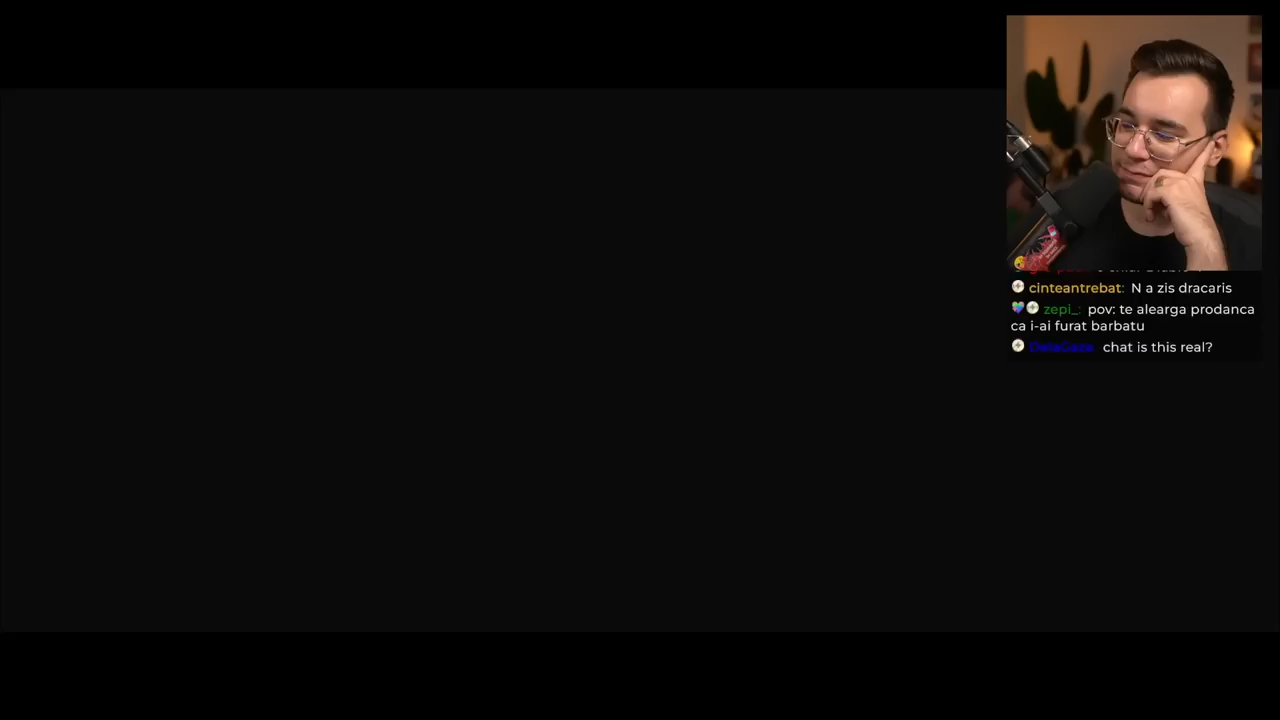 cinteantrebat: N a zis dracaris
zepi_: pov: te alearga prodanca
ca i-ai furat barbatu
chat is this real?